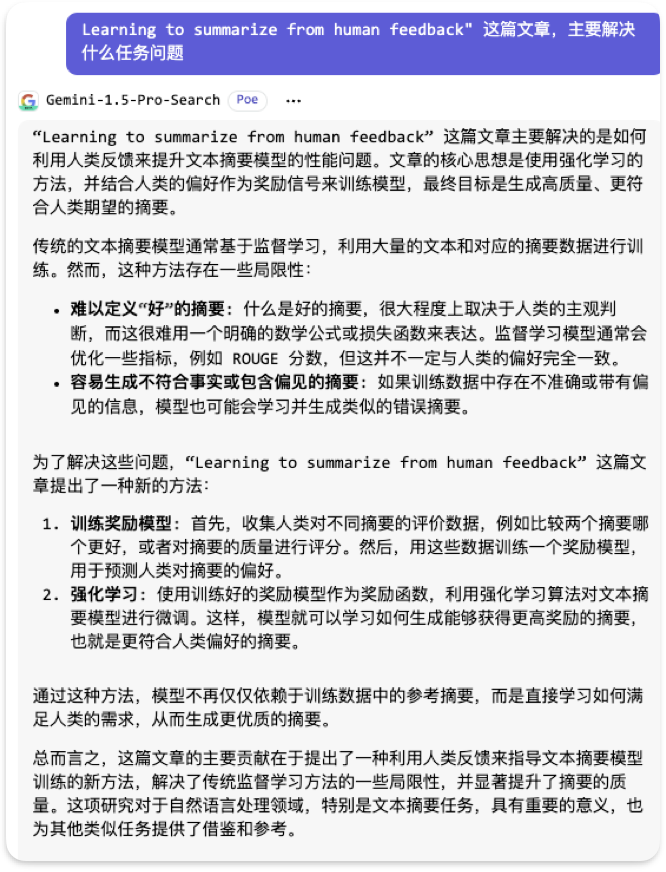 Learning to summarize from human feedback" 这篇文章，主要解决
什么任务问题
Gemini-1.5-Pro-Search Poe ···
“Learning to summarize from human feedback” 这篇文章主要解决的是如何
利用人类反馈来提升文本摘要模型的性能问题。文章的核心思想是使用强化学习的
方法，并结合人类的偏好作为奖励信号来训练模型，最终目标是生成高质量、更符
合人类期望的摘要。
传统的文本摘要模型通常基于监督学习，利用大量的文本和对应的摘要数据进行训
练。然而，这种方法存在一些局限性：
• 难以定义“好”的摘要：什么是好的摘要，很大程度上取决于人类的主观判
断，而这很难用一个明确的数学公式或损失函数来表达。监督学习模型通常会
优化一些指标，例如 ROUGE 分数，但这并不一定与人类的偏好完全一致。
• 容易生成不符合事实或包含偏见的摘要：如果训练数据中存在不准确或带有偏
见的信息，模型也可能会学习并生成类似的错误摘要。
为了解决这些问题，“Learning to summarize from human feedback” 这篇文
章提出了一种新的方法：
1. 训练奖励模型：首先，收集人类对不同摘要的评价数据，例如比较两个摘要哪
个更好，或者对摘要的质量进行评分。然后，用这些数据训练一个奖励模型，
用于预测人类对摘要的偏好。
2. 强化学习：使用训练好的奖励模型作为奖励函数，利用强化学习算法对文本摘
要模型进行微调。这样，模型就可以学习如何生成能够获得更高奖励的摘要，
也就是更符合人类偏好的摘要。
通过这种方法，模型不再仅仅依赖于训练数据中的参考摘要，而是直接学习如何满
足人类的需求，从而生成更优质的摘要。
总而言之，这篇文章的主要贡献在于提出了一种利用人类反馈来指导文本摘要模型
训练的新方法，解决了传统监督学习方法的一些局限性，并显著提升了摘要的质
量。这项研究对于自然语言处理领域，特别是文本摘要任务，具有重要的意义，也
为其他类似任务提供了借鉴和参考。